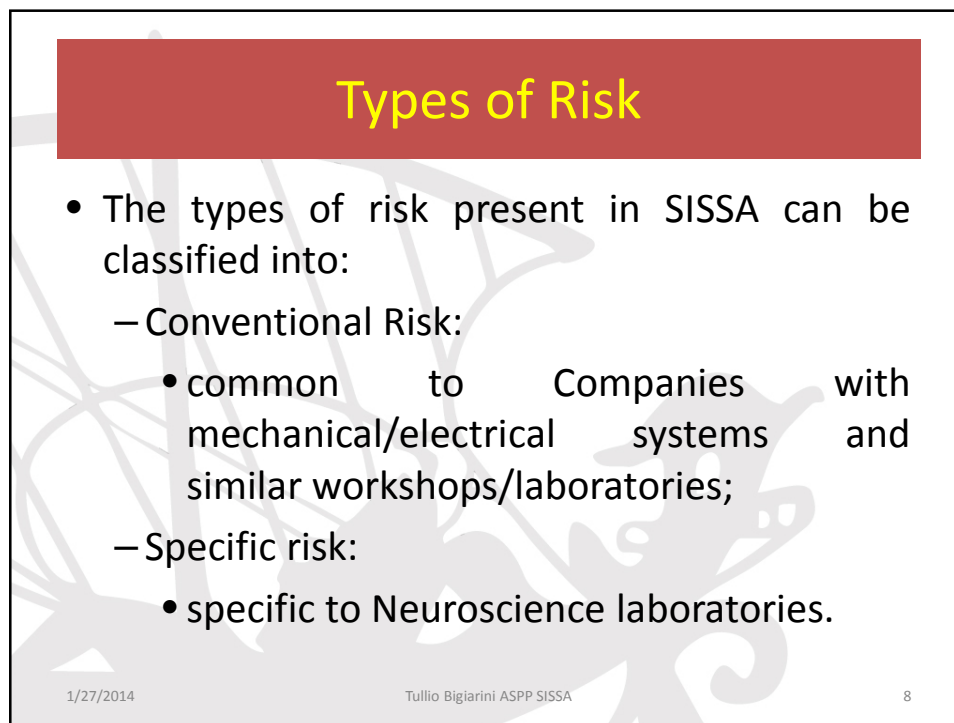 Types of Risk
• The types of risk present in SISSA can be
classified into:
– Conventional Risk:
• common to Companies with
mechanical/electrical systems and
similar workshops/laboratories;
– Specific risk:
• specific to Neuroscience laboratories.
1/27/2014 Tullio Bigiarini ASPP SISSA 8